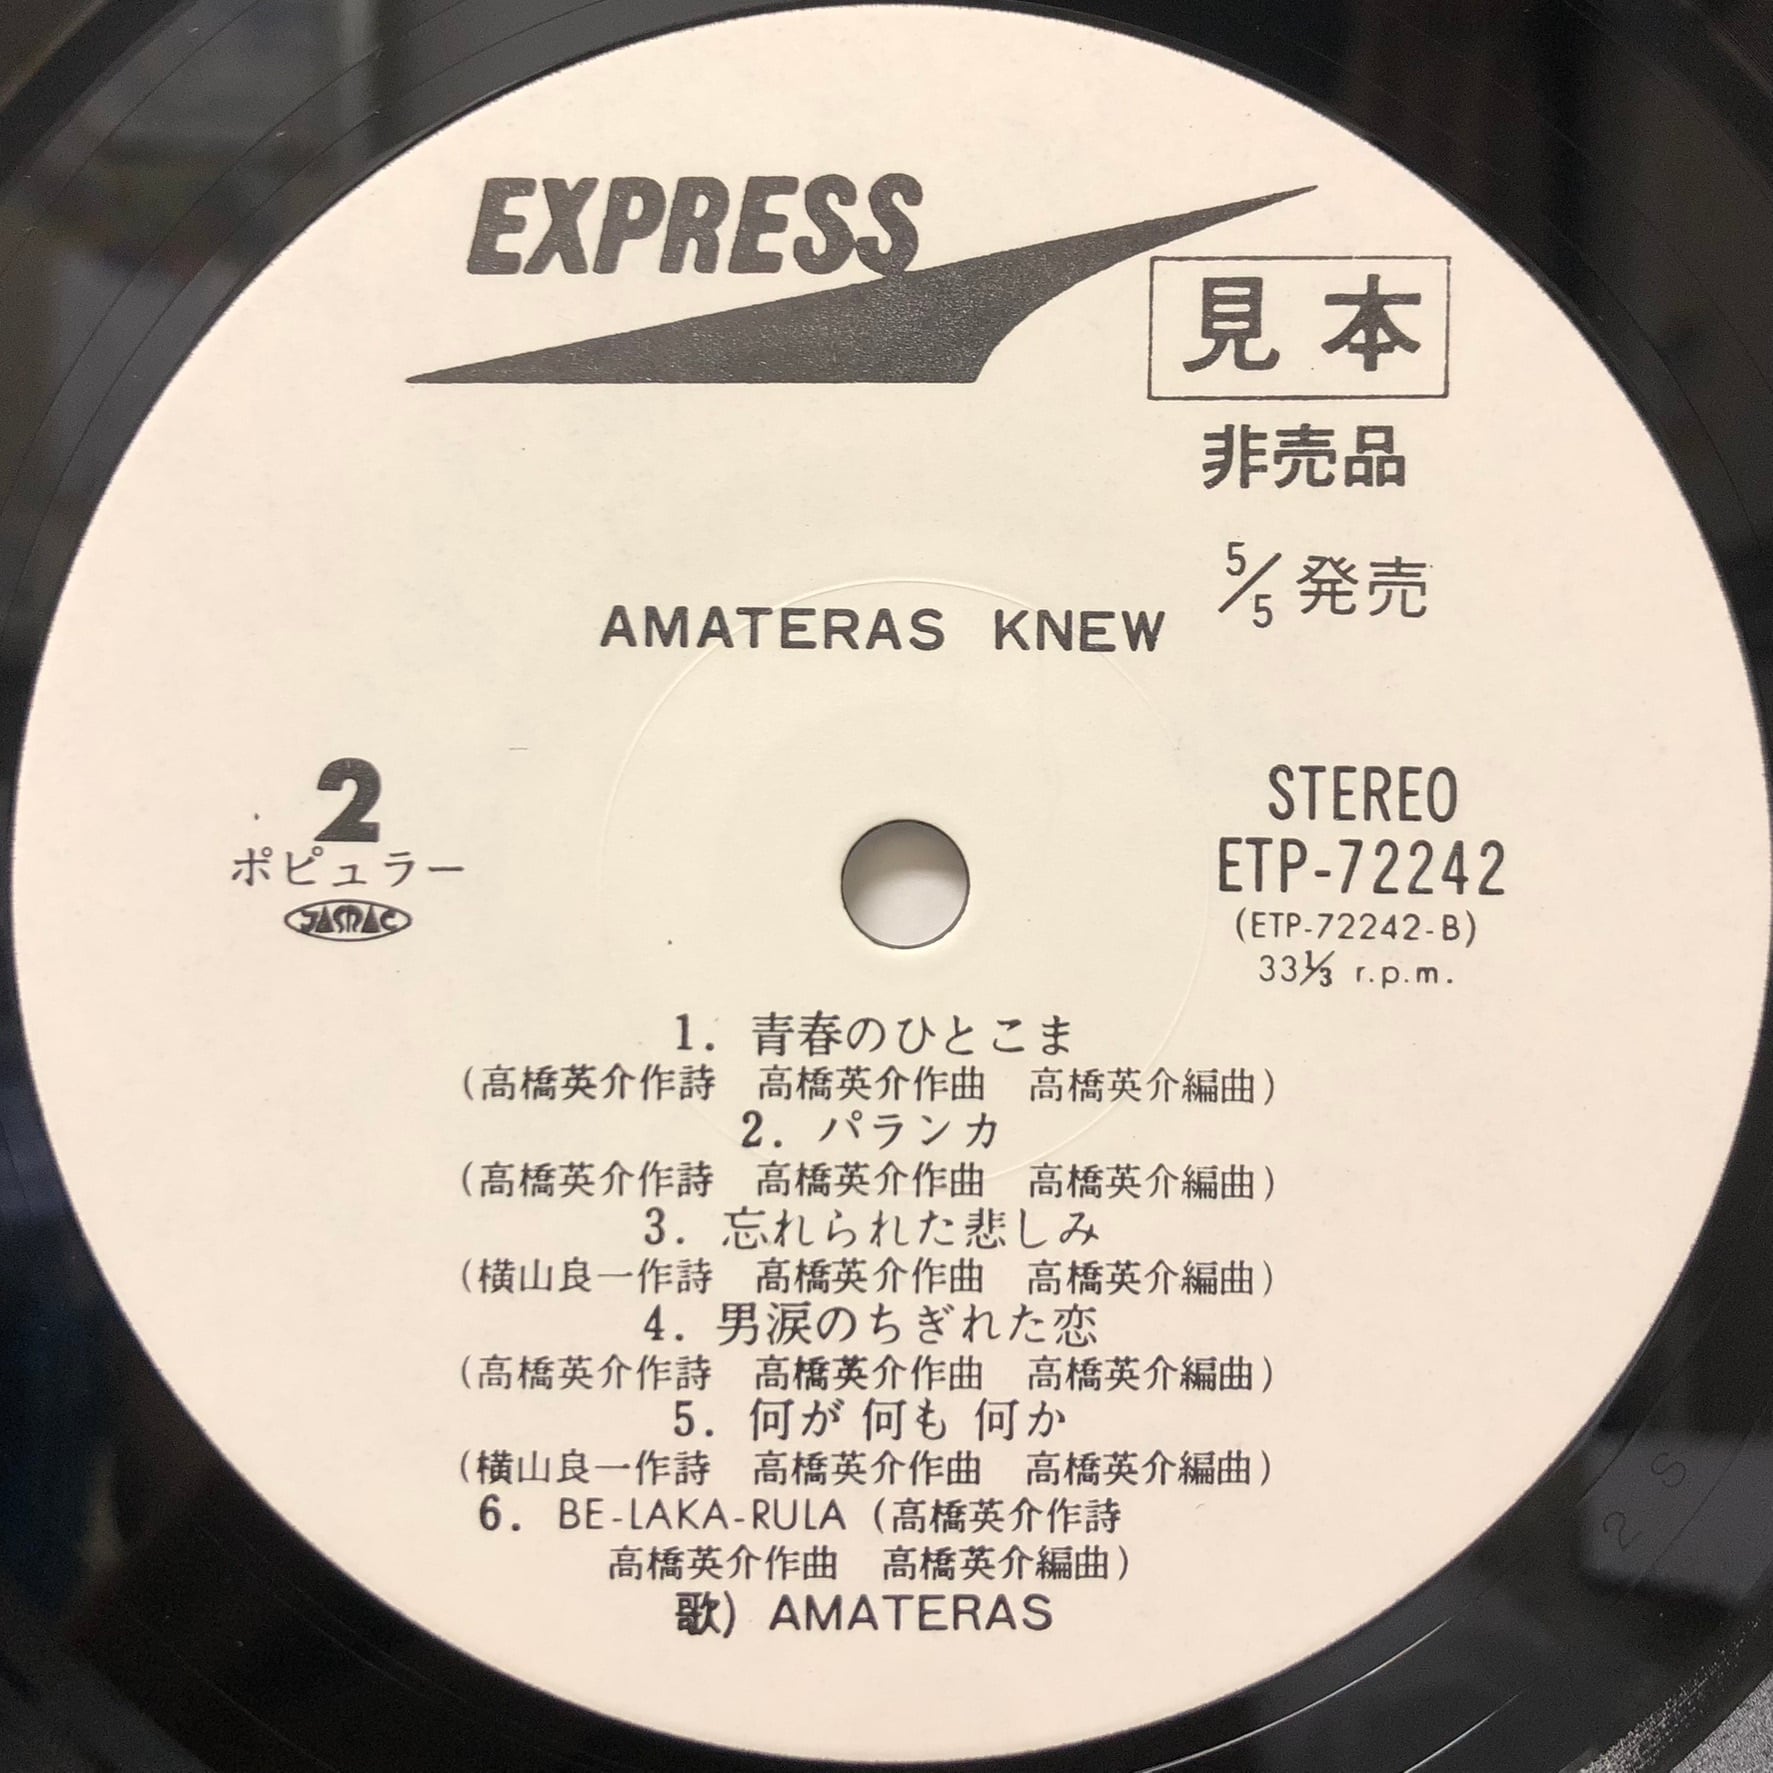 EXPRESS
見本
非売品
5/5 発売
AMATERAS KNEW
2
ポピュラー
JASRAC
STEREO
ETP-72242
(ETP-72242-B)
33⅓ r.p.m.
1. 青春のひとこま
(高橋英介作詩 高橋英介作曲 高橋英介編曲)
2. パランカ
(高橋英介作詩 高橋英介作曲 高橋英介編曲)
3. 忘れられた悲しみ
(横山良一作詩 高橋英介作曲 高橋英介編曲)
4. 男涙のちぎれた恋
(高橋英介作詩 高橋英介作曲 高橋英介編曲)
5. 何が 何も 何か
(横山良一作詩 高橋英介作曲 高橋英介編曲)
6. BE-LAKA-RULA (高橋英介作詩
高橋英介作曲 高橋英介編曲)
歌) AMATERAS
2 S